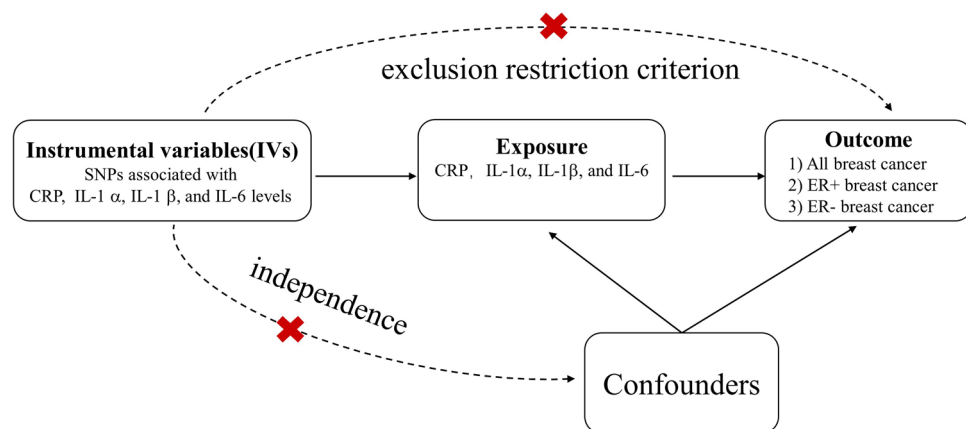 exclusion restriction criterion
Instrumental variables(IVs)
SNPs associated with
CRP, IL-1 α, IL-1 β, and IL-6 levels
Exposure
CRP, IL-1α, IL-1β, and IL-6
Outcome
1) All breast cancer
2) ER+ breast cancer
3) ER- breast cancer
independence
Confounders